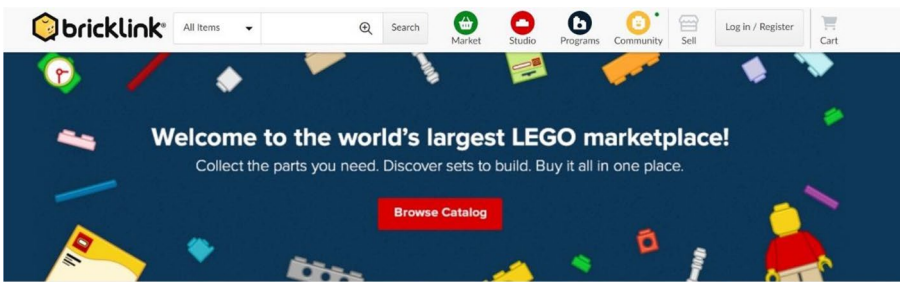 bricklink®
All Items
Search
Market
Studio
Programs
Community
Sell
Log in / Register
Cart
Welcome to the world's largest LEGO marketplace!
Collect the parts you need. Discover sets to build. Buy it all in one place.
Browse Catalog